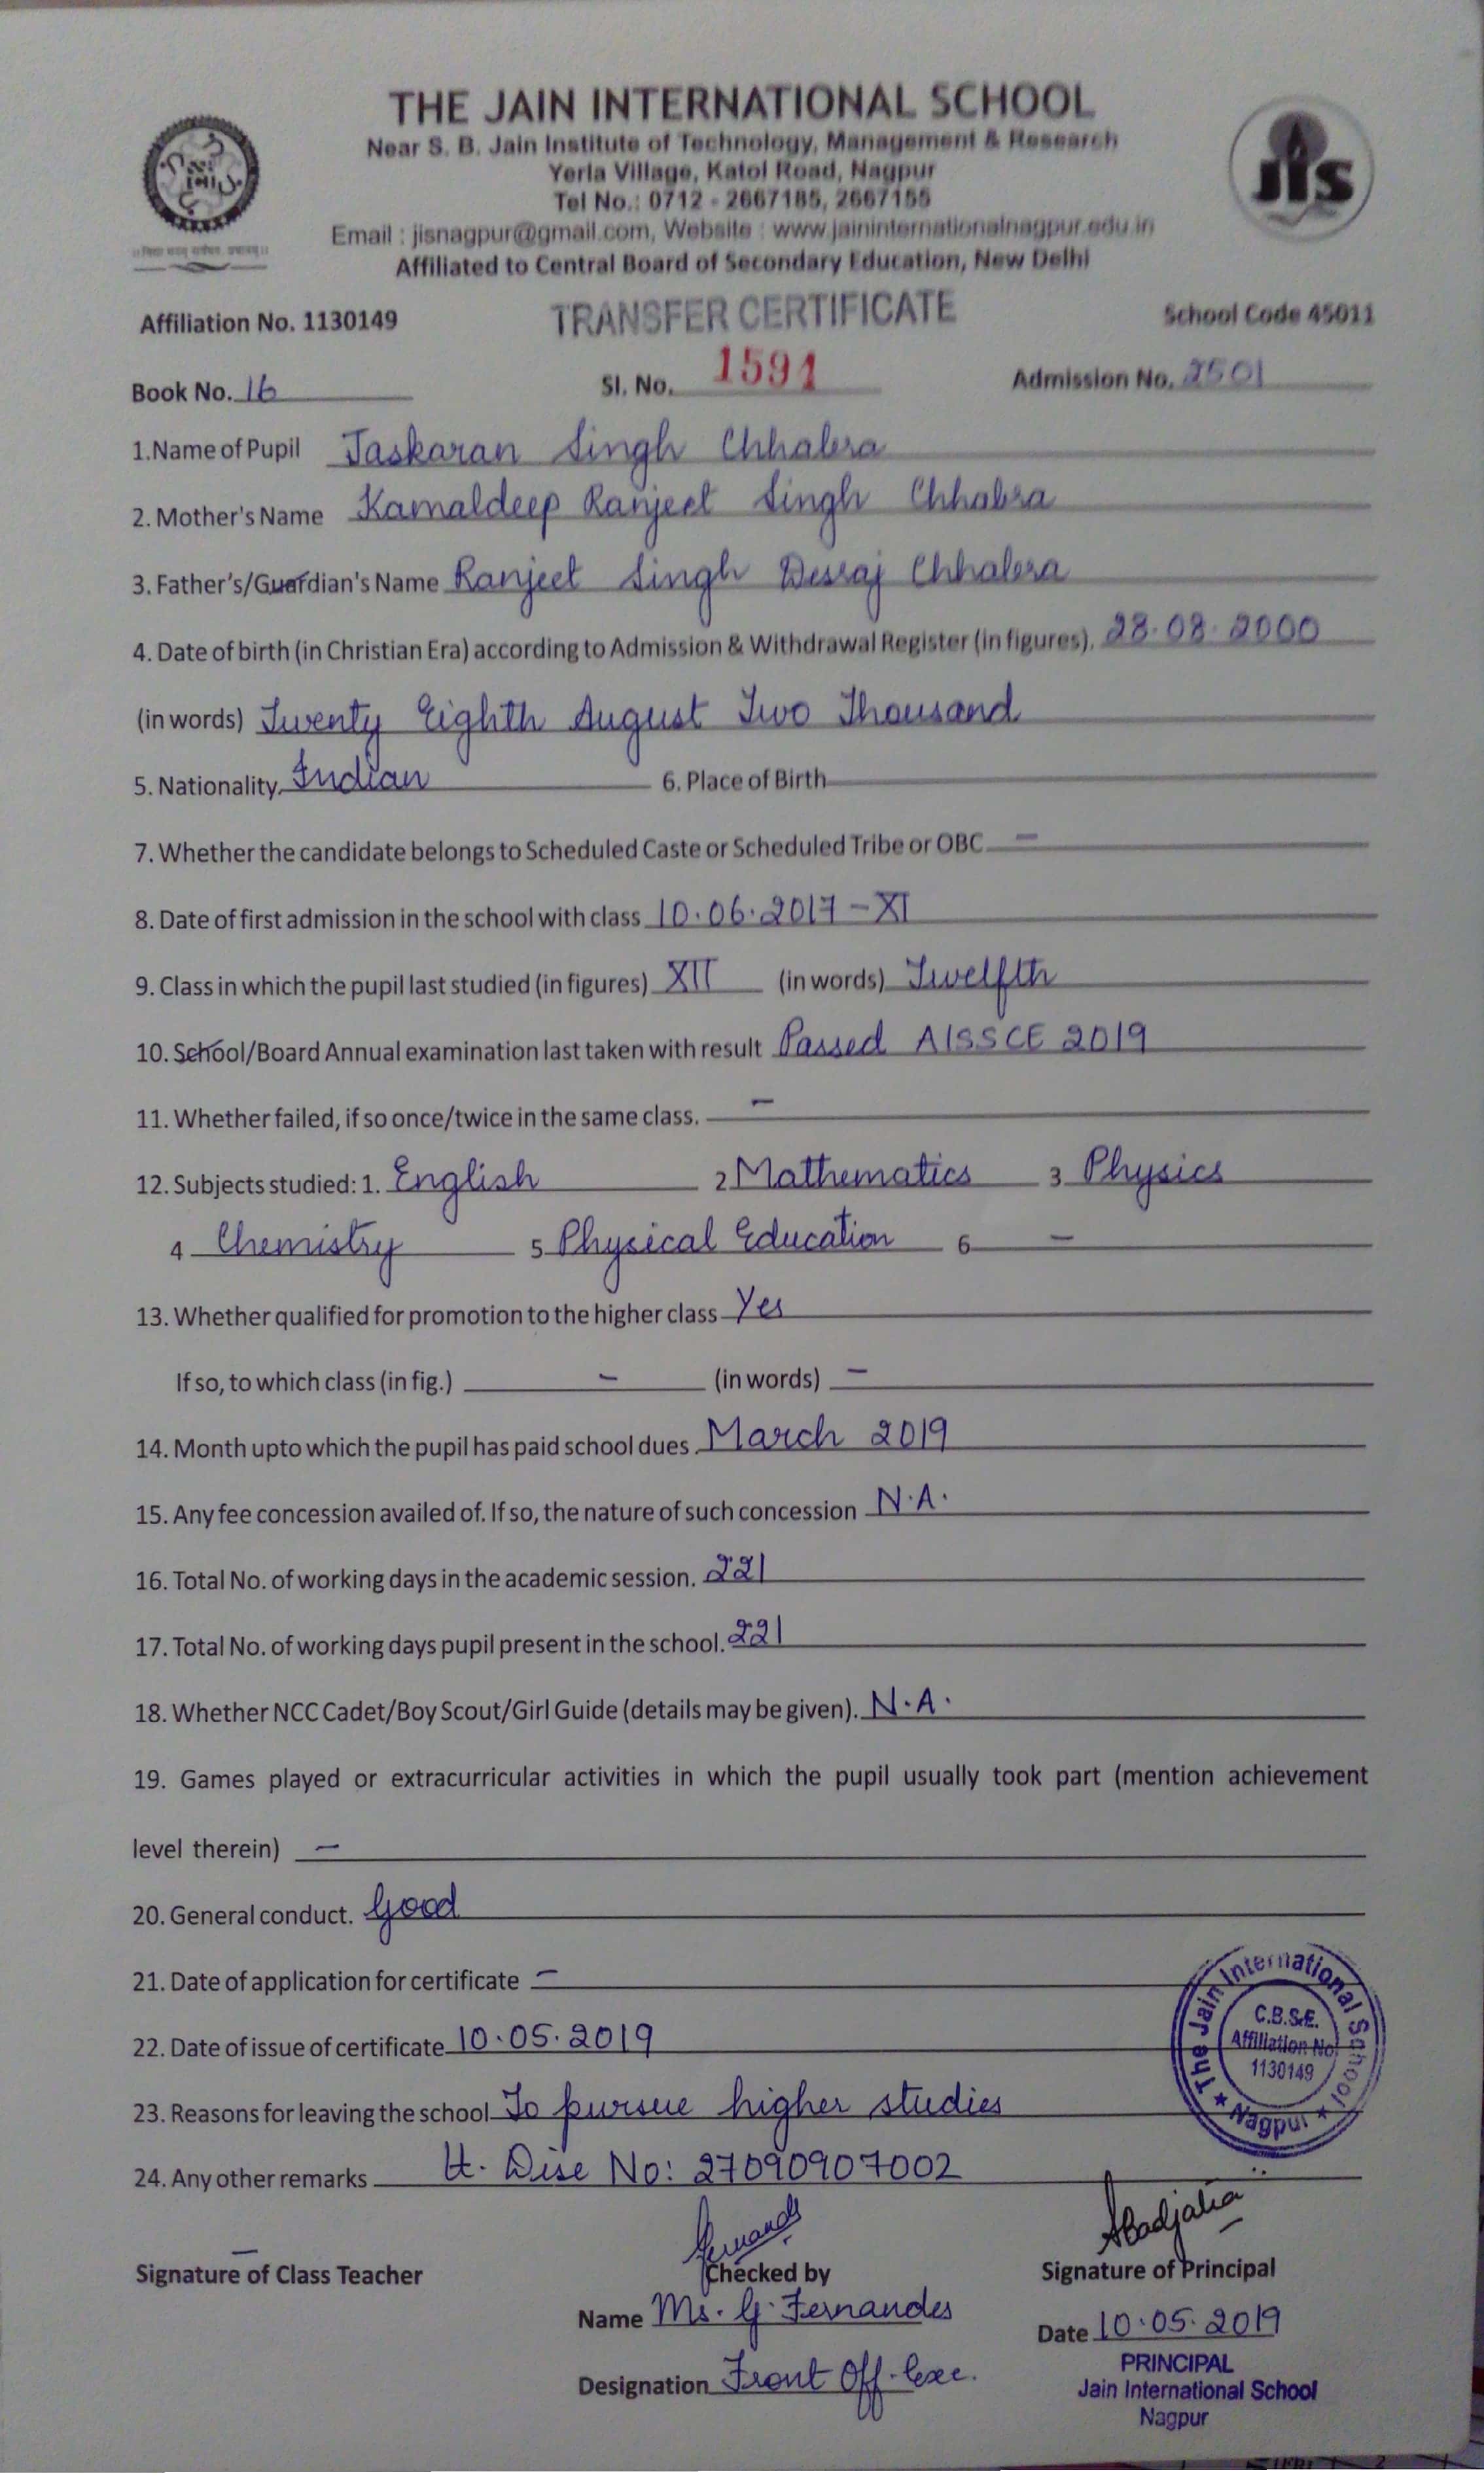 THE JAIN INTERNATIONAL SCHOOL
Near S. B. Jain Institute of Technology, Management & Research
Yerla Village, Katol Road, Nagpur
Tel No.: 0712 - 2667185, 2667155
Email : jisnagpur@gmail.com, Website : www.jaininternationalnagpur.edu.in
Affiliated to Central Board of Secondary Education, New Delhi
jis
Affiliation No. 1130149 TRANSFER CERTIFICATE School Code 45011
Book No. 16 Sl. No. 1591 Admission No. 2501
1.Name of Pupil Jaskaran Singh Chhabra
2. Mother's Name Kamaldeep Ranjeet Singh Chhabra
3. Father's/Guardian's Name Ranjeet Singh Desraj Chhabra
4. Date of birth (in Christian Era) according to Admission & Withdrawal Register (in figures). 28.08.2000
(in words) Twenty Eighth August Two Thousand
5. Nationality. Indian 6. Place of Birth
7. Whether the candidate belongs to Scheduled Caste or Scheduled Tribe or OBC –
8. Date of first admission in the school with class 10.06.2017 – XI
9. Class in which the pupil last studied (in figures) XII (in words) Twelfth
10. School/Board Annual examination last taken with result Passed AISSCE 2019
11. Whether failed, if so once/twice in the same class. –
12. Subjects studied: 1. English 2 Mathematics 3 Physics
4 Chemistry 5 Physical Education 6 –
13. Whether qualified for promotion to the higher class Yes
If so, to which class (in fig.) – (in words) –
14. Month upto which the pupil has paid school dues March 2019
15. Any fee concession availed of. If so, the nature of such concession N.A.
16. Total No. of working days in the academic session. 221
17. Total No. of working days pupil present in the school. 221
18. Whether NCC Cadet/Boy Scout/Girl Guide (details may be given). N.A.
19. Games played or extracurricular activities in which the pupil usually took part (mention achievement
level therein) –
20. General conduct. Good
21. Date of application for certificate –
22. Date of issue of certificate 10.05.2019
23. Reasons for leaving the school To pursue higher studies
24. Any other remarks U. Dise No: 27090907002
The Jain International School
★ Nagpur ★
C.B.S.E.
Affiliation No.
1130149
–
Signature of Class Teacher Checked by Signature of Principal
Name Ms. G. Fernandes Date 10.05.2019
Designation Front Off. Exe.
PRINCIPAL
Jain International School
Nagpur